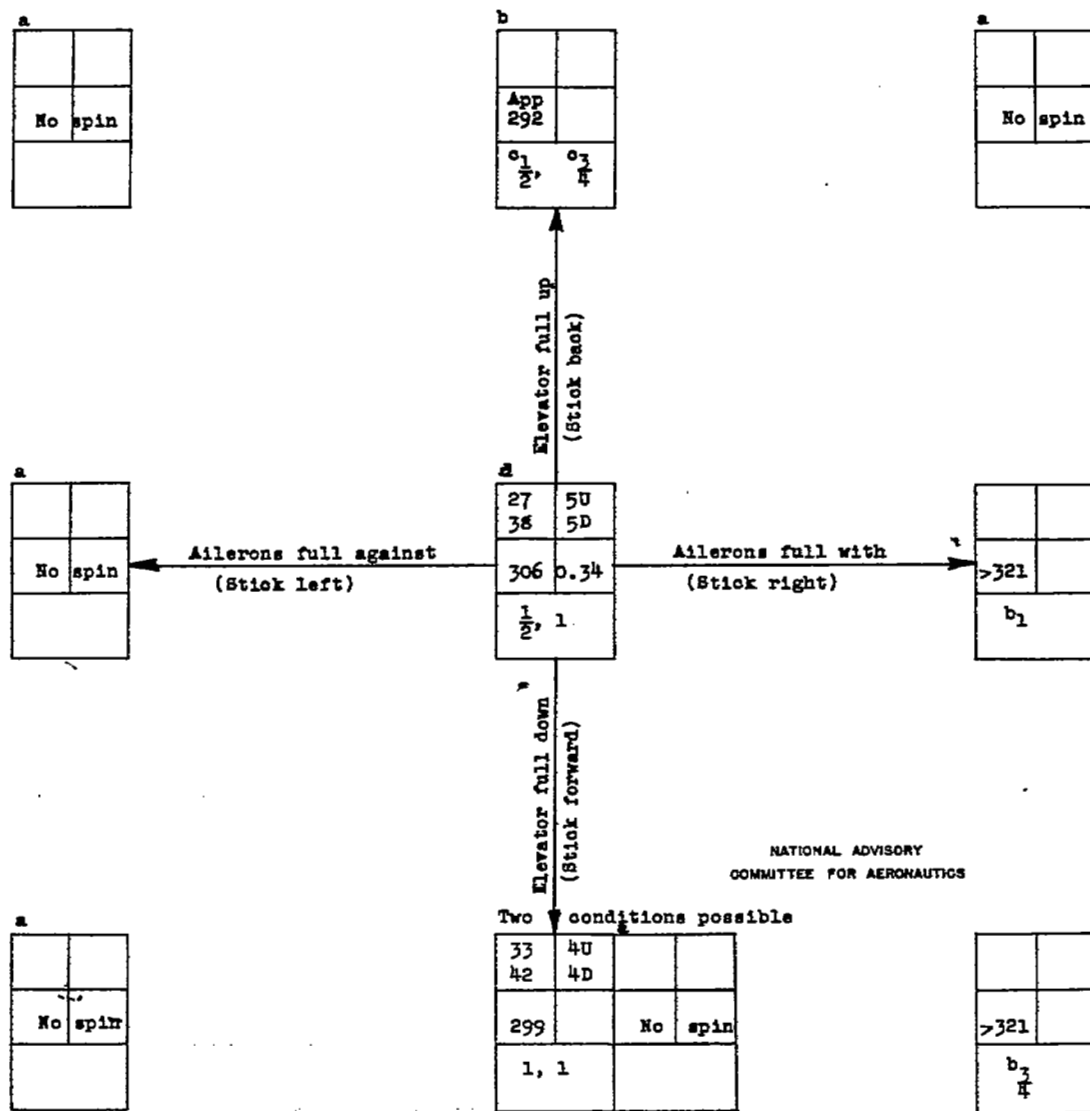 a b a
App
No spin 292 No spin
c 1/2, c 3/4
Elevator full up
(Stick back)
a d
27 5U
38 5D
Ailerons full against Ailerons full with
No spin 306 0.34 >321
(Stick left) (Stick right)
1/2, 1 b1
Elevator full down
(Stick forward)
NATIONAL ADVISORY
COMMITTEE FOR AERONAUTICS
a Two conditions possible
a
33 4U
42 4D
No spin 299 No spin >321
1, 1 b 3/4